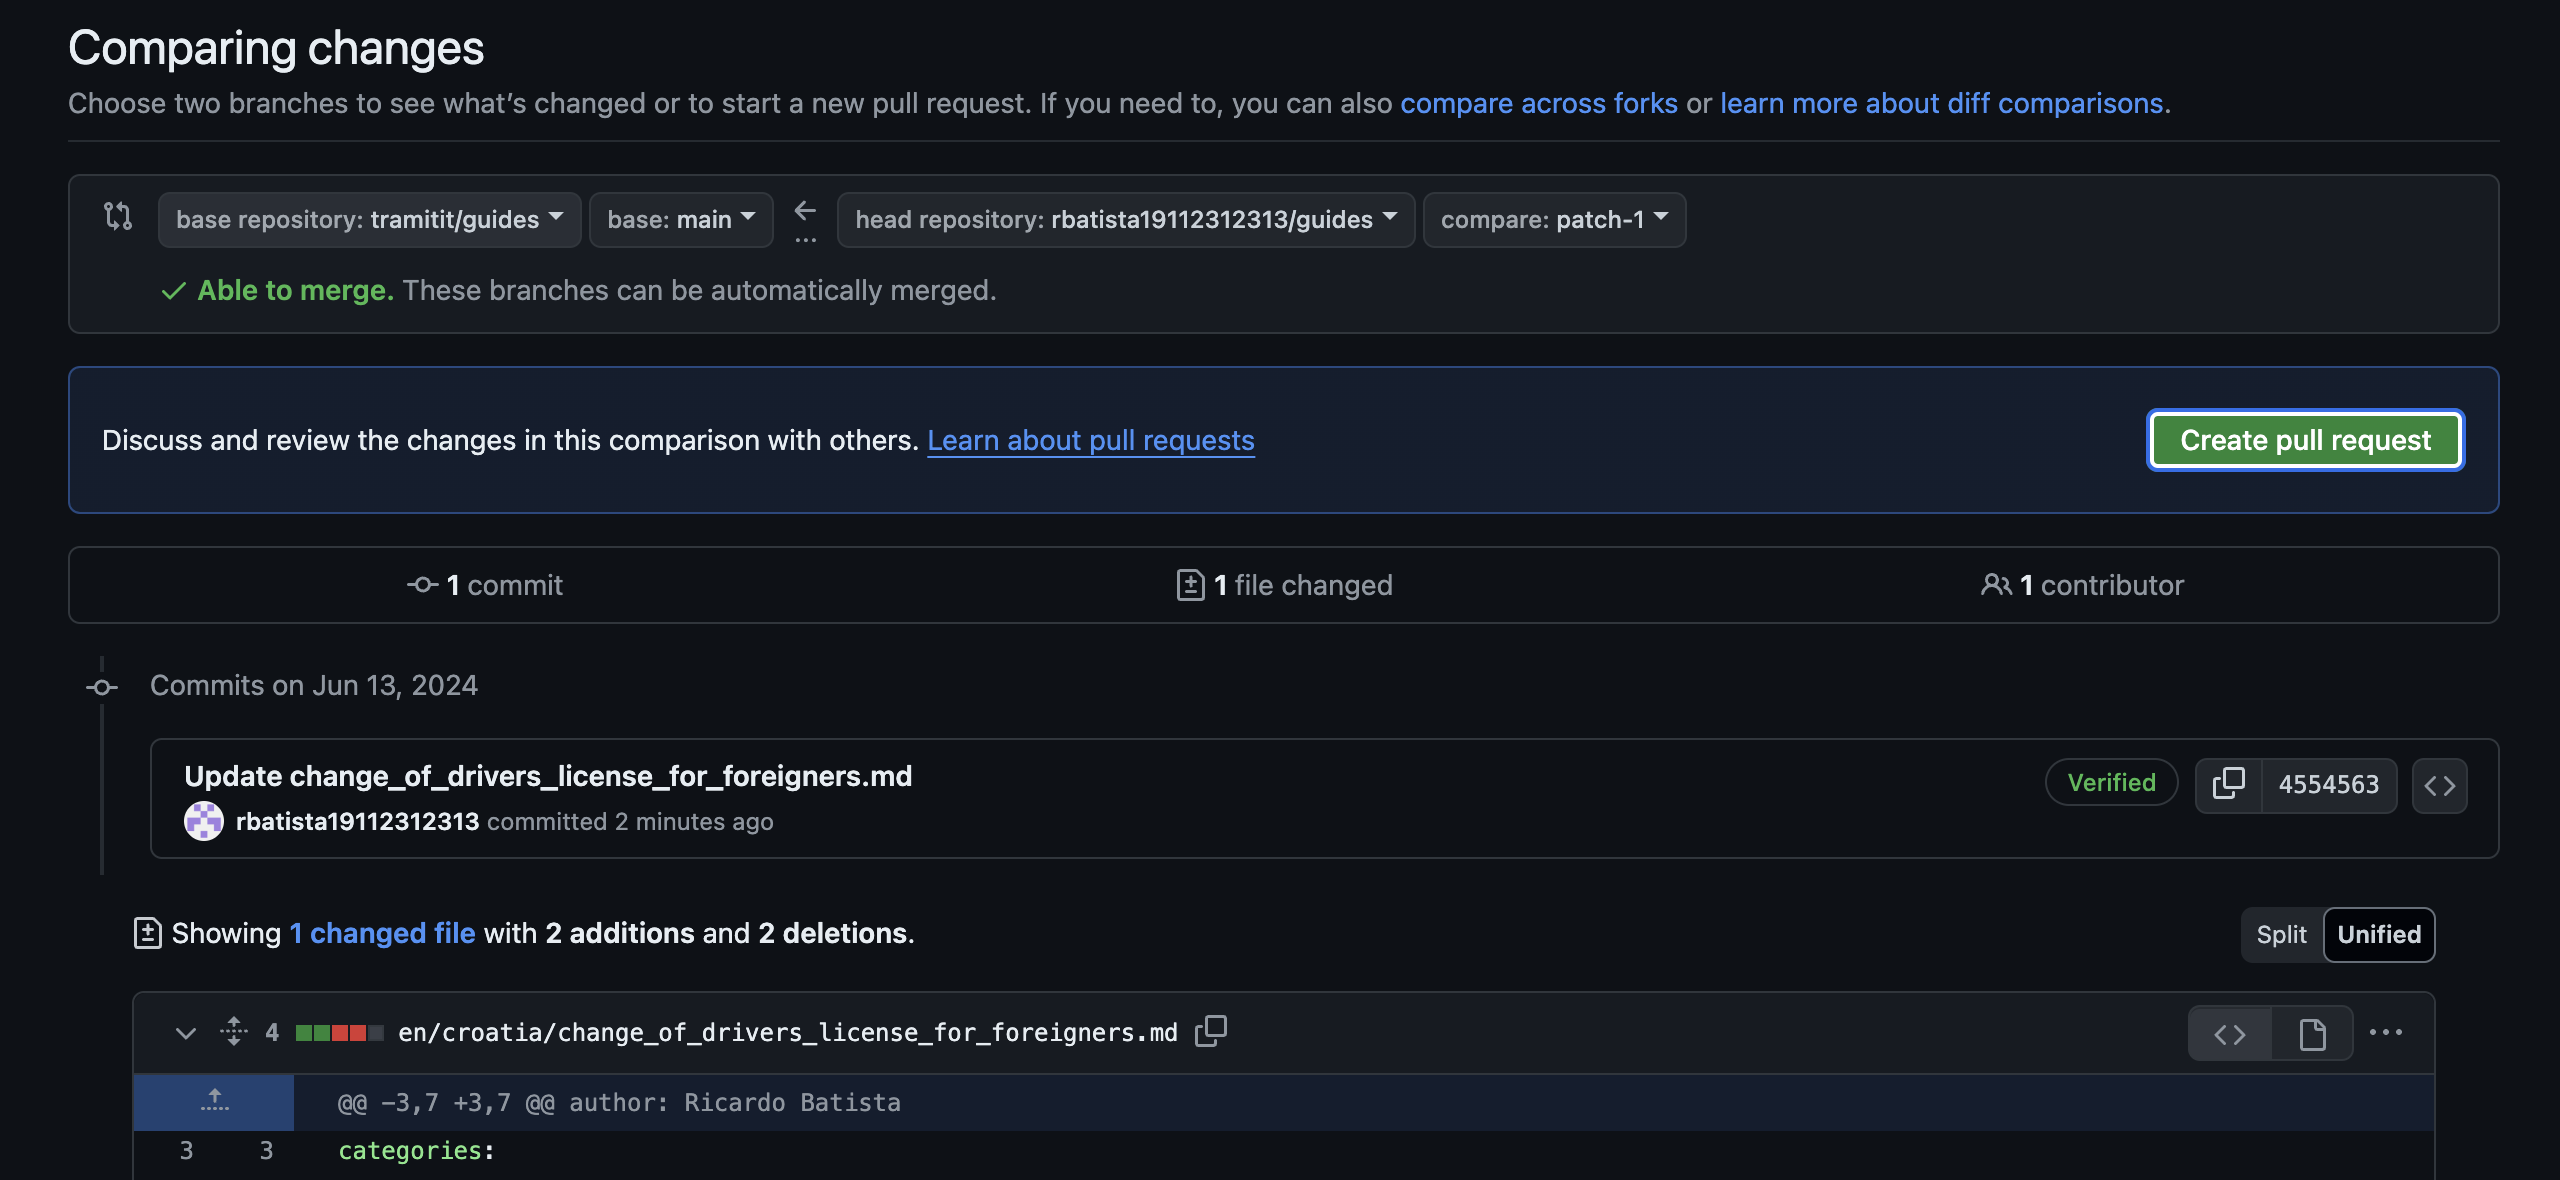 Comparing changes
Choose two branches to see what’s changed or to start a new pull request. If you need to, you can also compare across forks or learn more about diff comparisons.
base repository: tramitit/guides base: main ... head repository: rbatista19112312313/guides compare: patch-1
Able to merge. These branches can be automatically merged.
Discuss and review the changes in this comparison with others. Learn about pull requests Create pull request
1 commit 1 file changed 1 contributor
Commits on Jun 13, 2024
Update change_of_drivers_license_for_foreigners.md Verified 4554563
rbatista19112312313 committed 2 minutes ago
Showing 1 changed file with 2 additions and 2 deletions. Split Unified
4 en/croatia/change_of_drivers_license_for_foreigners.md
@@ -3,7 +3,7 @@ author: Ricardo Batista
3 3 categories: